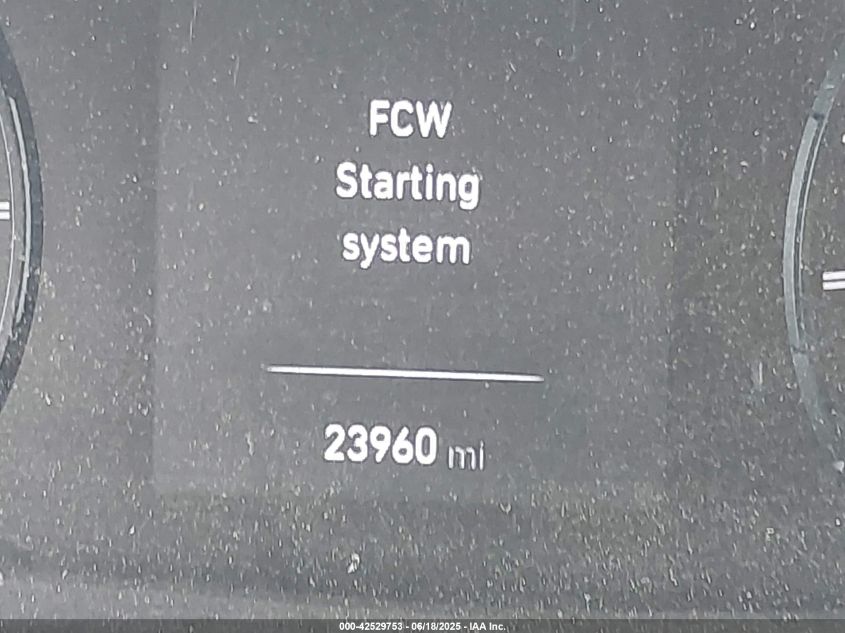 FCW
Starting
system
23960 mi
000-42529753 - 06/18/2025 - IAA Inc.